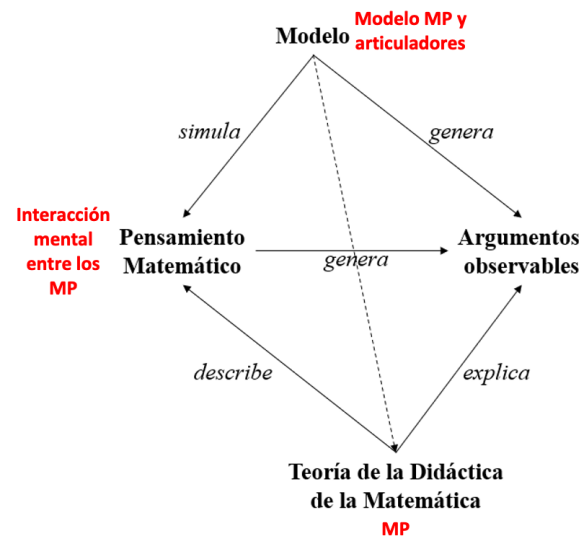 Modelo MP y
articuladores
Modelo
simula
genera
Interacción
mental
entre los
MP
Pensamiento
Matemático
genera
Argumentos
observables
describe
explica
Teoría de la Didáctica
de la Matemática
MP